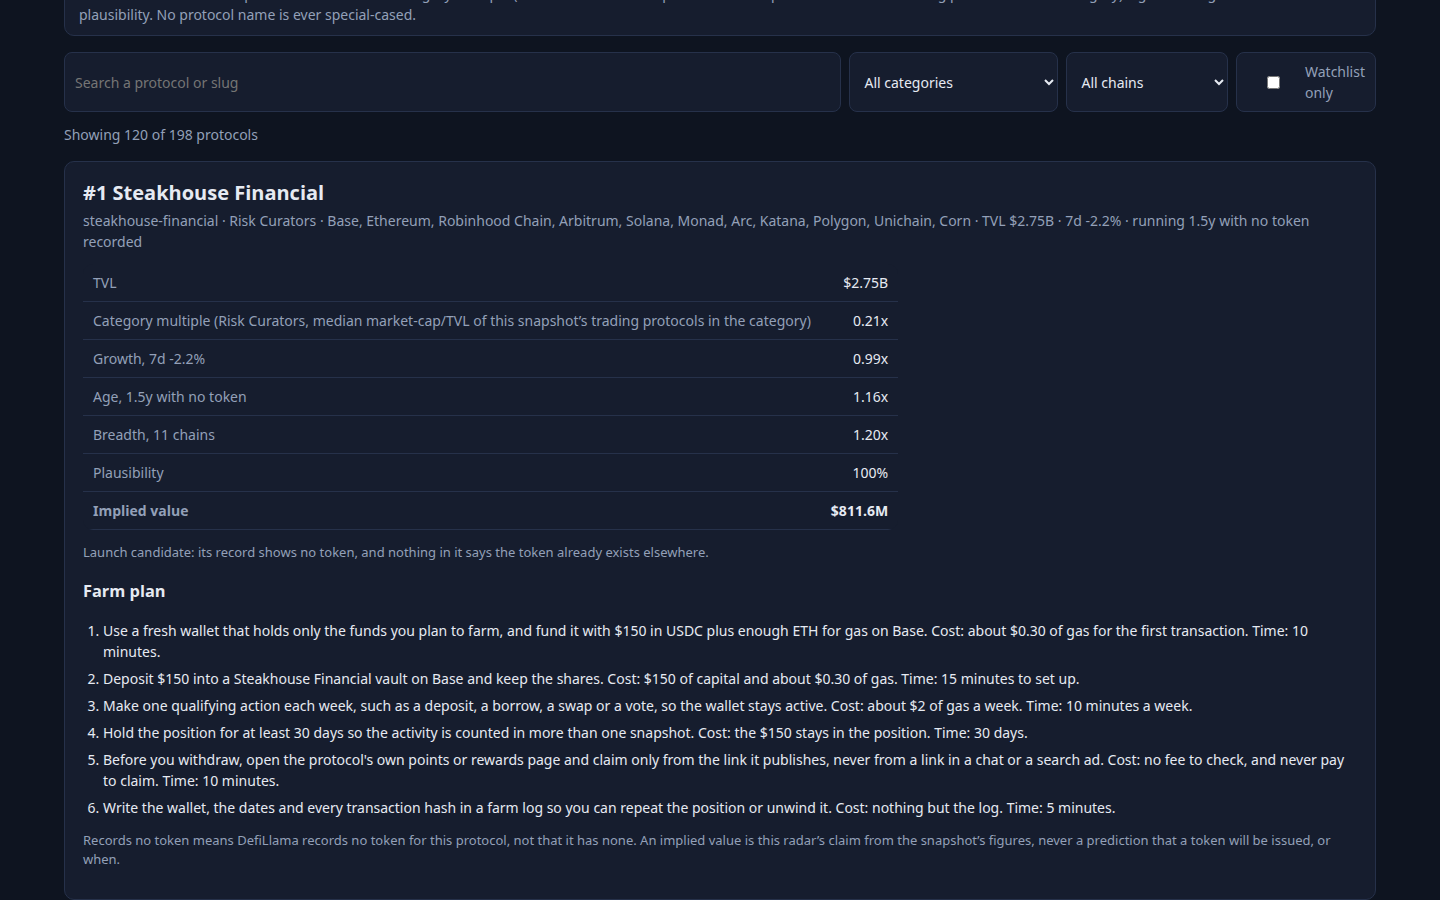 plausibility. No protocol name is ever special-cased.
Search a protocol or slug
All categories
All chains
Watchlist
only
Showing 120 of 198 protocols
#1 Steakhouse Financial
steakhouse-financial · Risk Curators · Base, Ethereum, Robinhood Chain, Arbitrum, Solana, Monad, Arc, Katana, Polygon, Unichain, Corn · TVL $2.75B · 7d -2.2% · running 1.5y with no token
recorded
TVL $2.75B
Category multiple (Risk Curators, median market-cap/TVL of this snapshot’s trading protocols in the category) 0.21x
Growth, 7d -2.2% 0.99x
Age, 1.5y with no token 1.16x
Breadth, 11 chains 1.20x
Plausibility 100%
Implied value $811.6M
Launch candidate: its record shows no token, and nothing in it says the token already exists elsewhere.
Farm plan
1. Use a fresh wallet that holds only the funds you plan to farm, and fund it with $150 in USDC plus enough ETH for gas on Base. Cost: about $0.30 of gas for the first transaction. Time: 10
minutes.
2. Deposit $150 into a Steakhouse Financial vault on Base and keep the shares. Cost: $150 of capital and about $0.30 of gas. Time: 15 minutes to set up.
3. Make one qualifying action each week, such as a deposit, a borrow, a swap or a vote, so the wallet stays active. Cost: about $2 of gas a week. Time: 10 minutes a week.
4. Hold the position for at least 30 days so the activity is counted in more than one snapshot. Cost: the $150 stays in the position. Time: 30 days.
5. Before you withdraw, open the protocol's own points or rewards page and claim only from the link it publishes, never from a link in a chat or a search ad. Cost: no fee to check, and never pay
to claim. Time: 10 minutes.
6. Write the wallet, the dates and every transaction hash in a farm log so you can repeat the position or unwind it. Cost: nothing but the log. Time: 5 minutes.
Records no token means DefiLlama records no token for this protocol, not that it has none. An implied value is this radar’s claim from the snapshot’s figures, never a prediction that a token will be issued, or
when.